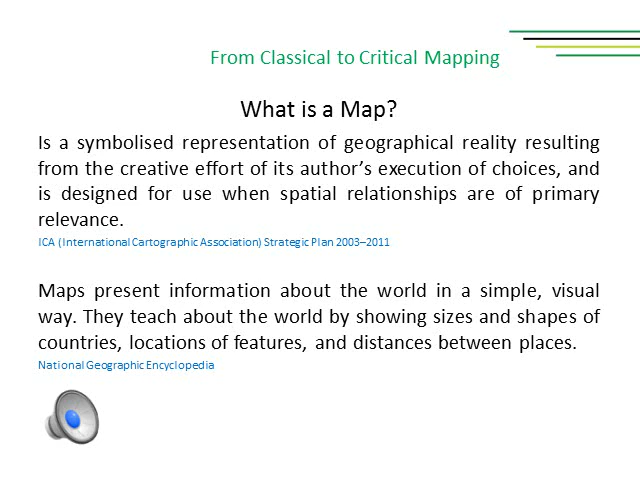 From Classical to Critical Mapping
What is a Map?
Is a symbolised representation of geographical reality resulting
from the creative effort of its author’s execution of choices, and
is designed for use when spatial relationships are of primary
relevance.
ICA (International Cartographic Association) Strategic Plan 2003–2011
Maps present information about the world in a simple, visual
way. They teach about the world by showing sizes and shapes of
countries, locations of features, and distances between places.
National Geographic Encyclopedia